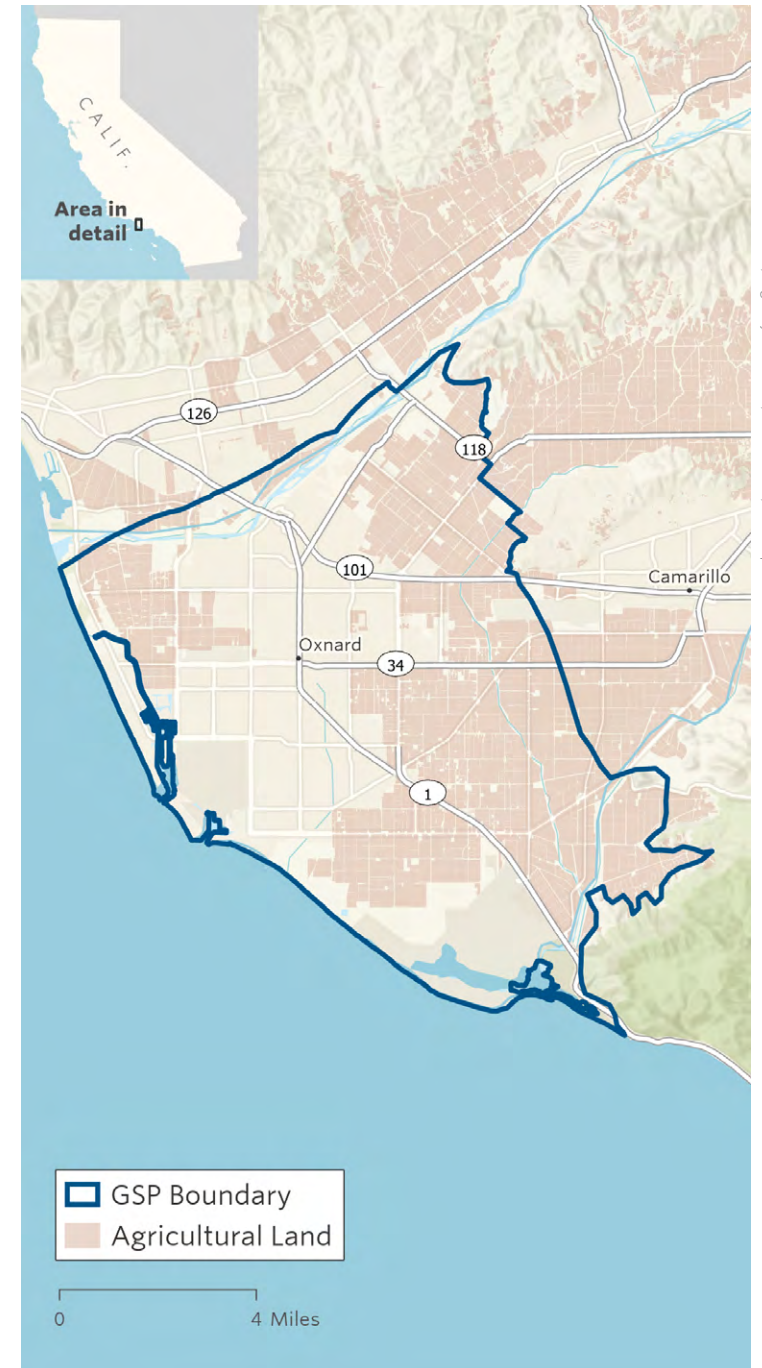 CALIF.
Area in
detail
126
118
101
Camarillo
Oxnard
34
1
GSP Boundary
Agricultural Land
0 4 Miles